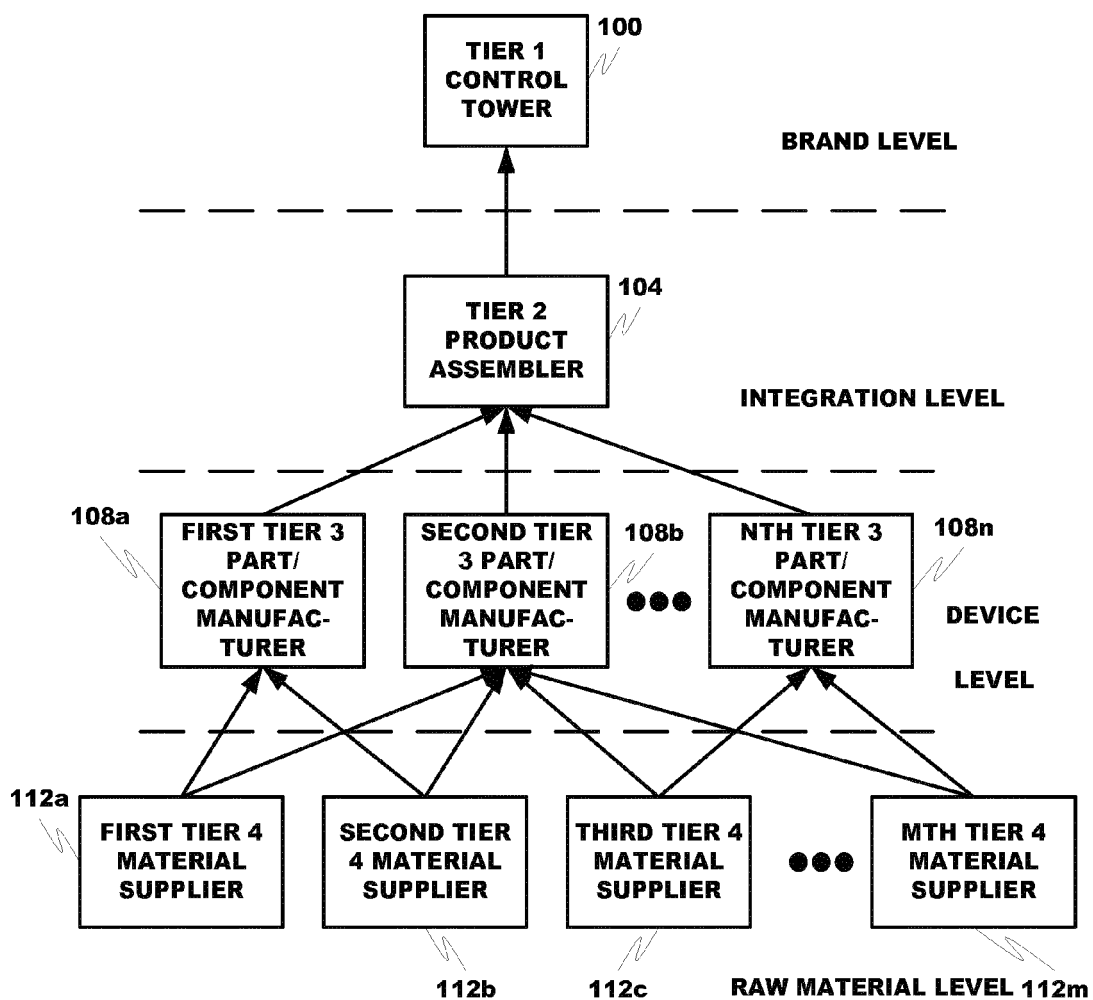 100
TIER 1
CONTROL
TOWER
BRAND LEVEL
104
TIER 2
PRODUCT
ASSEMBLER
INTEGRATION LEVEL
108a
FIRST TIER 3
PART/
COMPONENT
MANUFAC-
TURER
SECOND TIER
3 PART/
COMPONENT
MANUFAC-
TURER
108b
NTH TIER 3
PART/
COMPONENT
MANUFAC-
TURER
108n
DEVICE
LEVEL
112a
FIRST TIER 4
MATERIAL
SUPPLIER
SECOND TIER
4 MATERIAL
SUPPLIER
THIRD TIER 4
MATERIAL
SUPPLIER
MTH TIER 4
MATERIAL
SUPPLIER
112b
112c
RAW MATERIAL LEVEL 112m